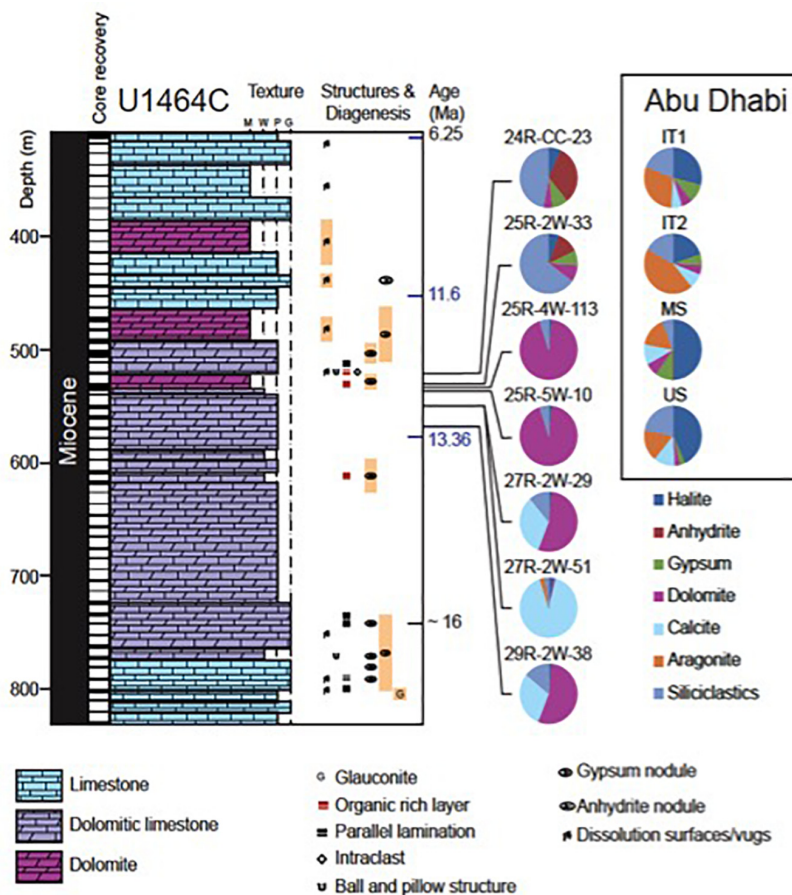 Core recovery
U1464C
Texture
Structures &
Diagenesis
Age
(Ma)
Abu Dhabi
M W P G
Depth (m)
6.25
24R-CC-23
IT1
400
25R-2W-33
IT2
11.6
25R-4W-113
MS
500
25R-5W-10
US
Miocene
13.36
600
27R-2W-29
Halite
Anhydrite
27R-2W-51
Gypsum
700
Dolomite
~ 16
Calcite
29R-2W-38
Aragonite
800
G
Siliciclastics
Limestone
Dolomitic limestone
Dolomite
G Glauconite
Organic rich layer
Parallel lamination
Intraclast
Ball and pillow structure
Gypsum nodule
Anhydrite nodule
Dissolution surfaces/vugs